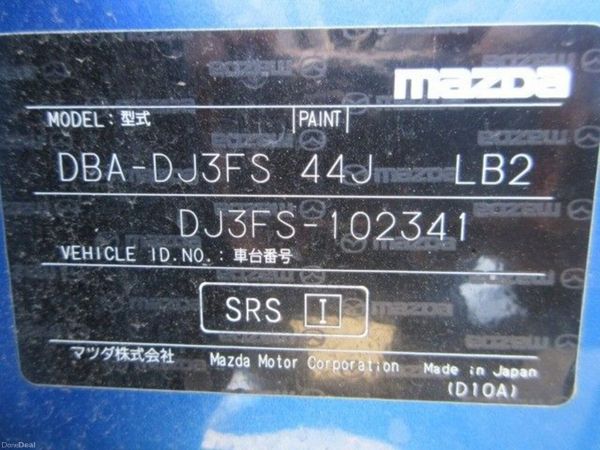 mazda
MODEL:型式 PAINT
DBA-DJ3FS 44J LB2
DJ3FS-102341
VEHICLE ID.NO.:車台番号
SRS I
マツダ株式会社 Mazda Motor Corporation Made in Japan
(D10A)
DoneDeal